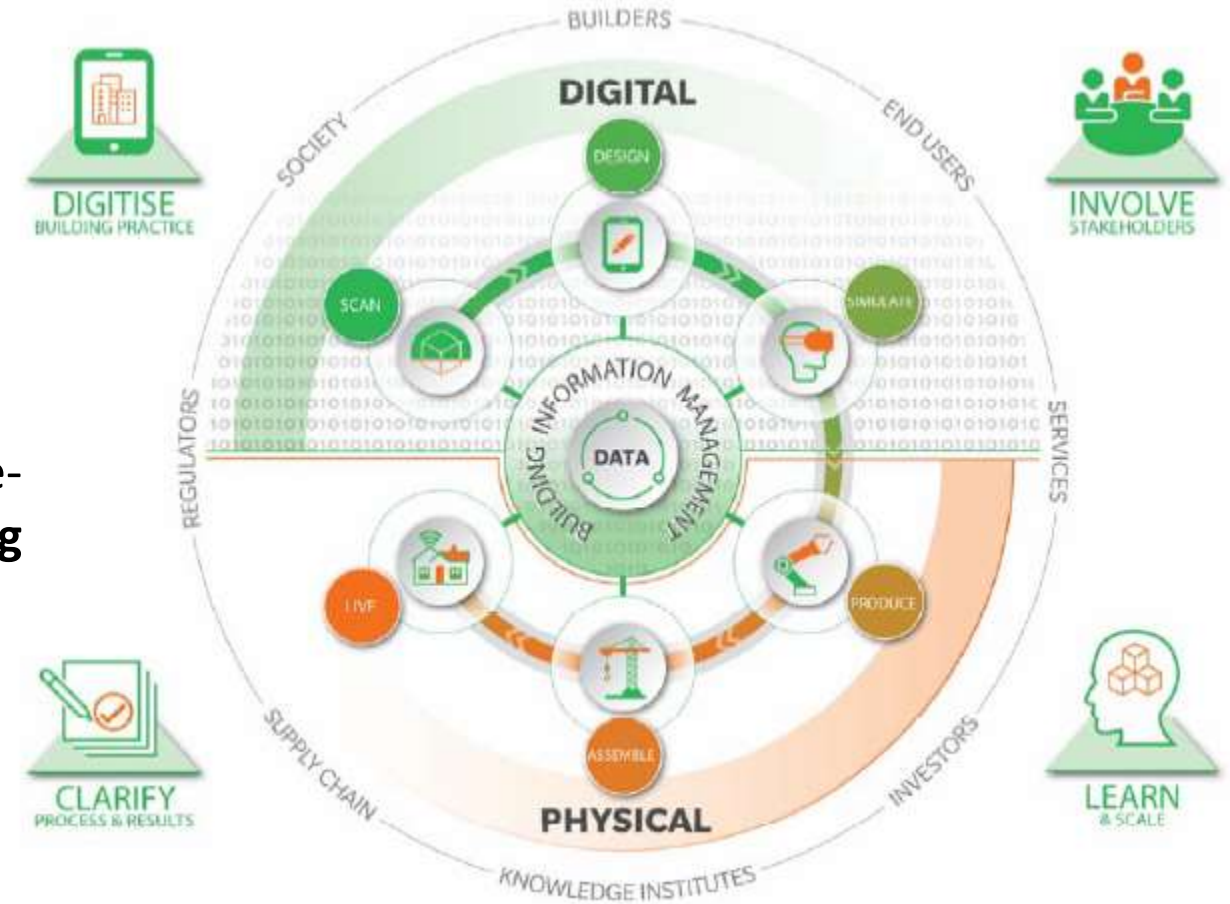 BUILDERS
DIGITAL
SOCIETY
END USERS
DESIGN
DIGITISE
BUILDING PRACTICE
INVOLVE
STAKEHOLDERS
SCAN
SIMULATE
BUILDING INFORMATION MANAGEMENT
DATA
REGULATORS
SERVICES
e-
g
LIVE
PRODUCE
ASSEMBLE
SUPPLY CHAIN
INVESTORS
CLARIFY
PROCESS & RESULTS
PHYSICAL
LEARN
& SCALE
KNOWLEDGE INSTITUTES